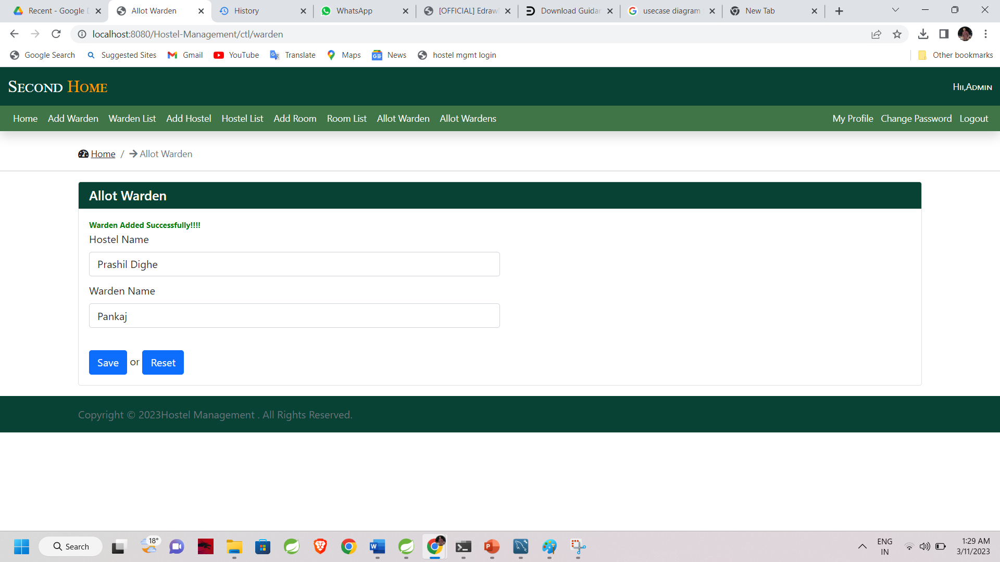 Recent - Google
Allot Warden
History
WhatsApp
[OFFICIAL] Edraw
Download Guidan
usecase diagram
New Tab
localhost:8080/Hostel-Management/ctl/warden
Google Search
Suggested Sites
Gmail
YouTube
Translate
Maps
News
hostel mgmt login
Other bookmarks
Second Home
Hii,Admin
Home
Add Warden
Warden List
Add Hostel
Hostel List
Add Room
Room List
Allot Warden
Allot Wardens
My Profile
Change Password
Logout
Home / Allot Warden
Allot Warden
Warden Added Successfully!!!!
Hostel Name
Prashil Dighe
Warden Name
Pankaj
Save or Reset
Copyright © 2023Hostel Management . All Rights Reserved.
Search
18°
ENG
IN
1:29 AM
3/11/2023